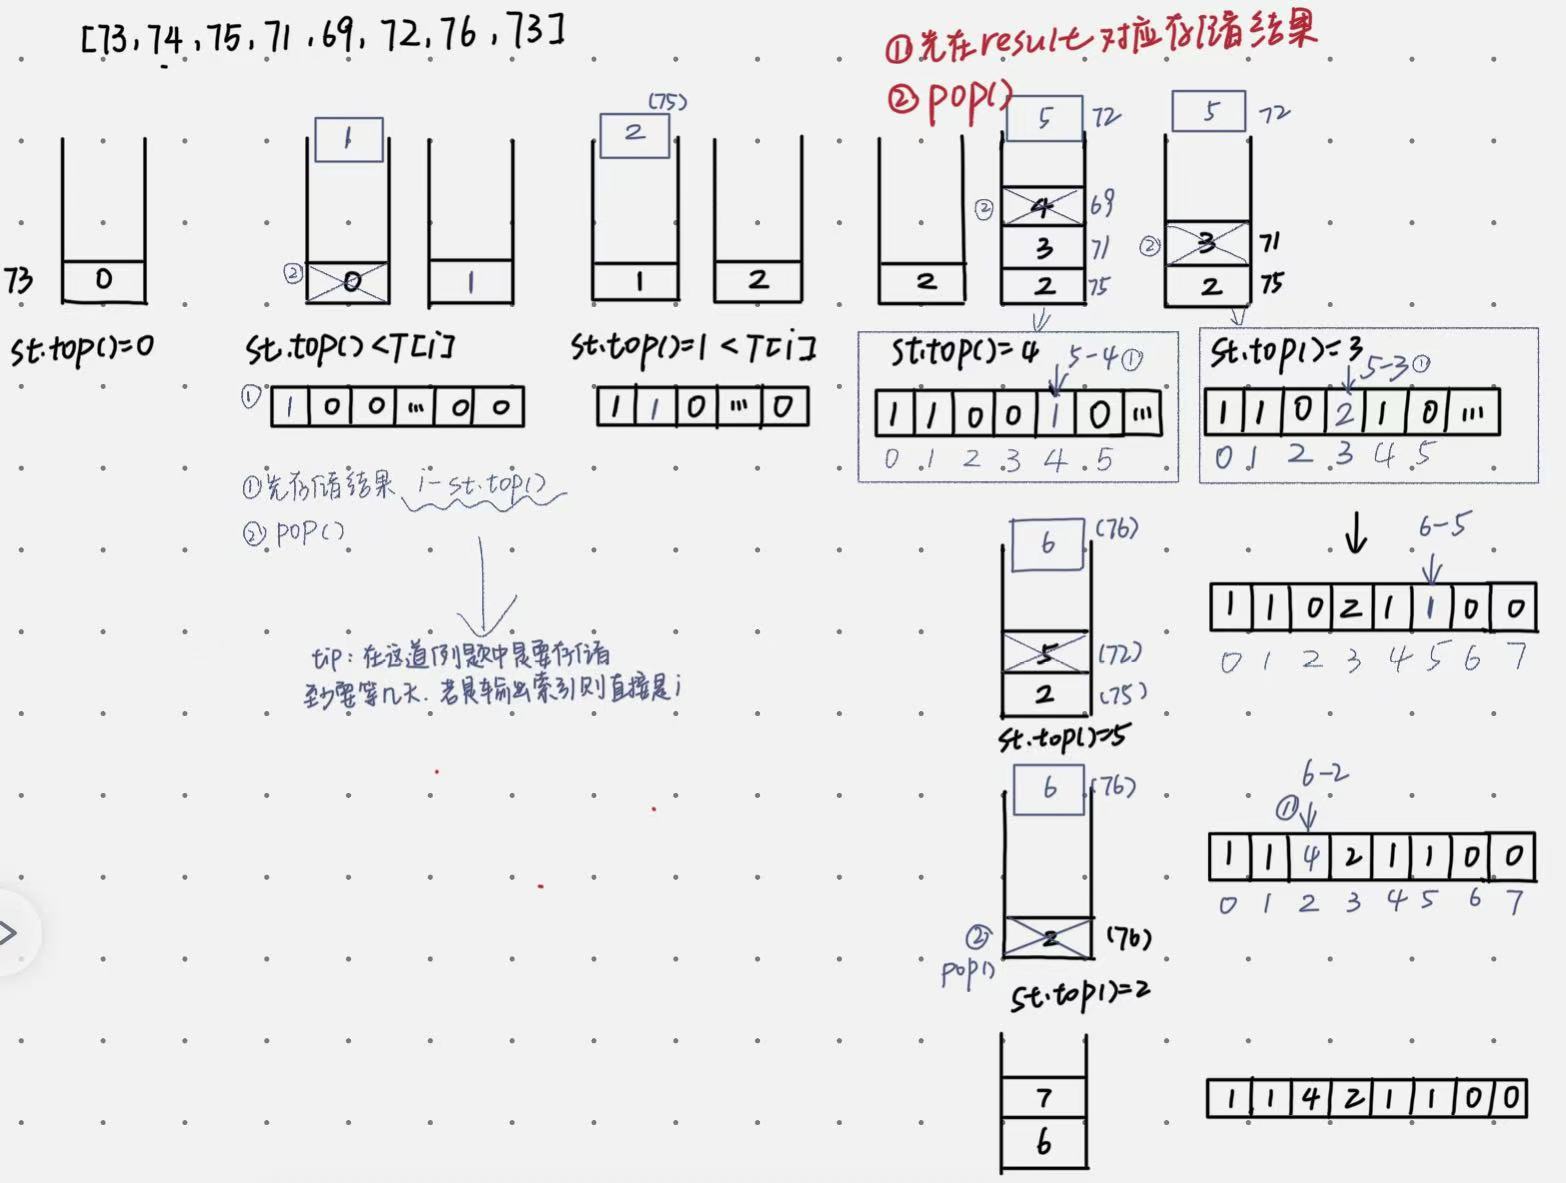 [73,74,75,71,69,72,76,73]
①先在result对应存储结果
② pop()
73
0
st.top()=0
1
② 0
1
st.top()<T[i]
① 1 0 0 … 0 0
①先存储结果 i-st.top()
② pop()
tip：在这道例题中是要存储
至少要等几天.若是输出索引则直接是i
(75)
2
1
2
st.top()=1<T[i]
1 1 0 … 0
2
5 72
② 4 69
3 71
2 75
st.top()=4
5-4①
1 1 0 0 1 0 …
0 1 2 3 4 5
5 72
② 3 71
2 75
st.top()=3
5-3①
1 1 0 2 1 0 …
0 1 2 3 4 5
6 (76)
5 (72)
2 (75)
st.top()=5
6-5
1 1 0 2 1 1 0 0
0 1 2 3 4 5 6 7
6 (76)
② 2 (76)
pop()
st.top()=2
6-2
①
1 1 4 2 1 1 0 0
0 1 2 3 4 5 6 7
7
6
1 1 4 2 1 1 0 0